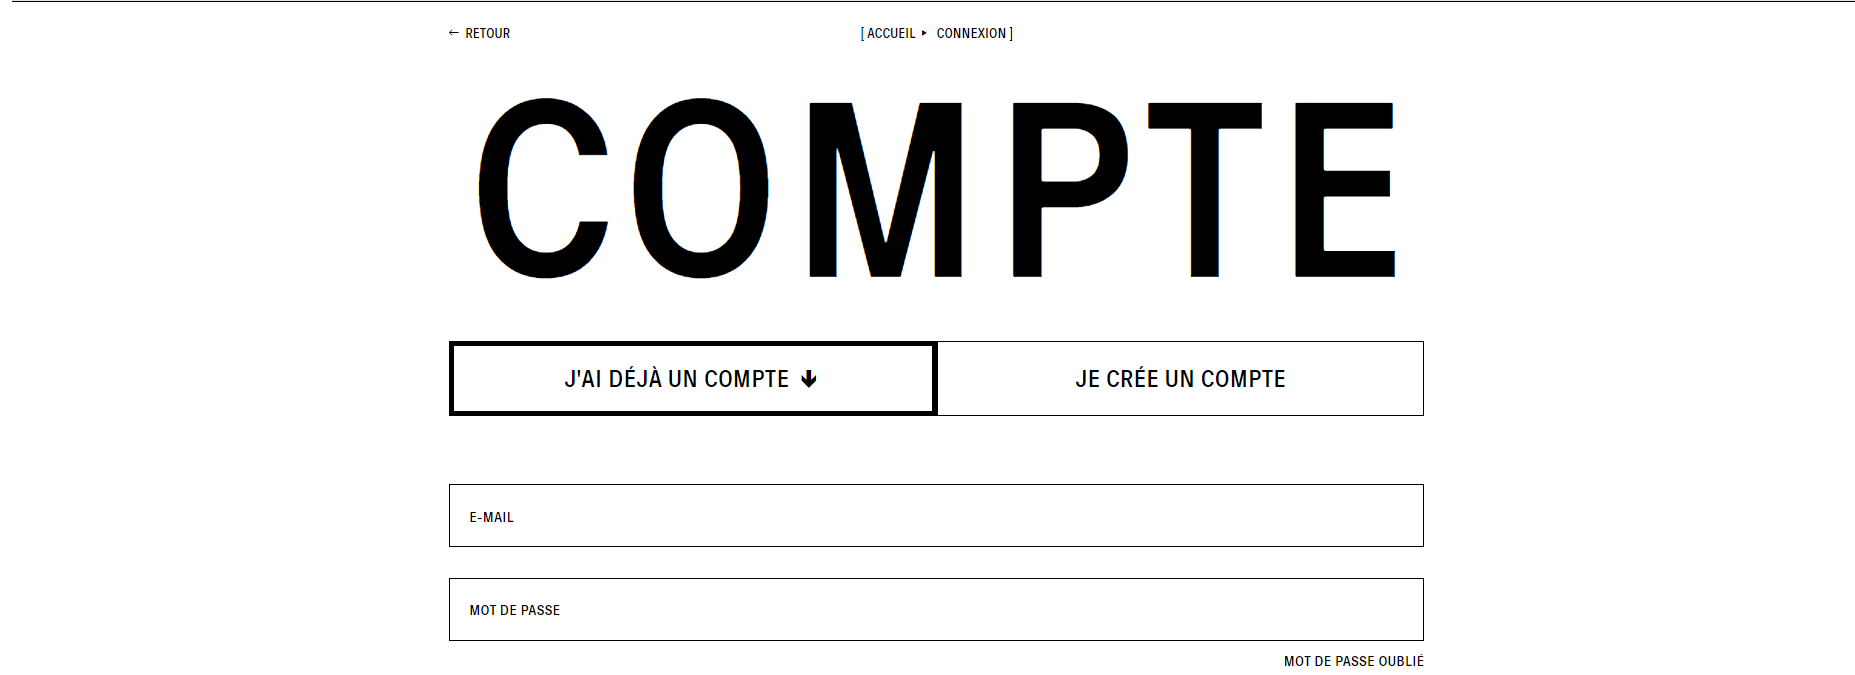 ← RETOUR
[ ACCUEIL ▸ CONNEXION ]
COMPTE
J'AI DÉJÀ UN COMPTE ↓
JE CRÉE UN COMPTE
E-MAIL
MOT DE PASSE
MOT DE PASSE OUBLIÉ